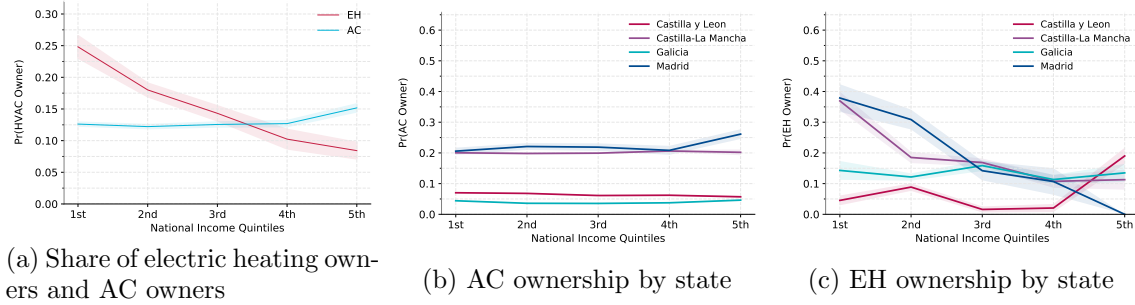 EH
AC
Pr(HVAC Owner)
0.30
0.25
0.20
0.15
0.10
0.05
0.00
1st 2nd 3rd 4th 5th
National Income Quintiles
(a) Share of electric heating own-
ers and AC owners
Castilla y Leon
Castilla-La Mancha
Galicia
Madrid
Pr(AC Owner)
0.6
0.5
0.4
0.3
0.2
0.1
0.0
1st 2nd 3rd 4th 5th
National Income Quintiles
(b) AC ownership by state
Castilla y Leon
Castilla-La Mancha
Galicia
Madrid
Pr(EH Owner)
0.6
0.5
0.4
0.3
0.2
0.1
0.0
1st 2nd 3rd 4th 5th
National Income Quintiles
(c) EH ownership by state